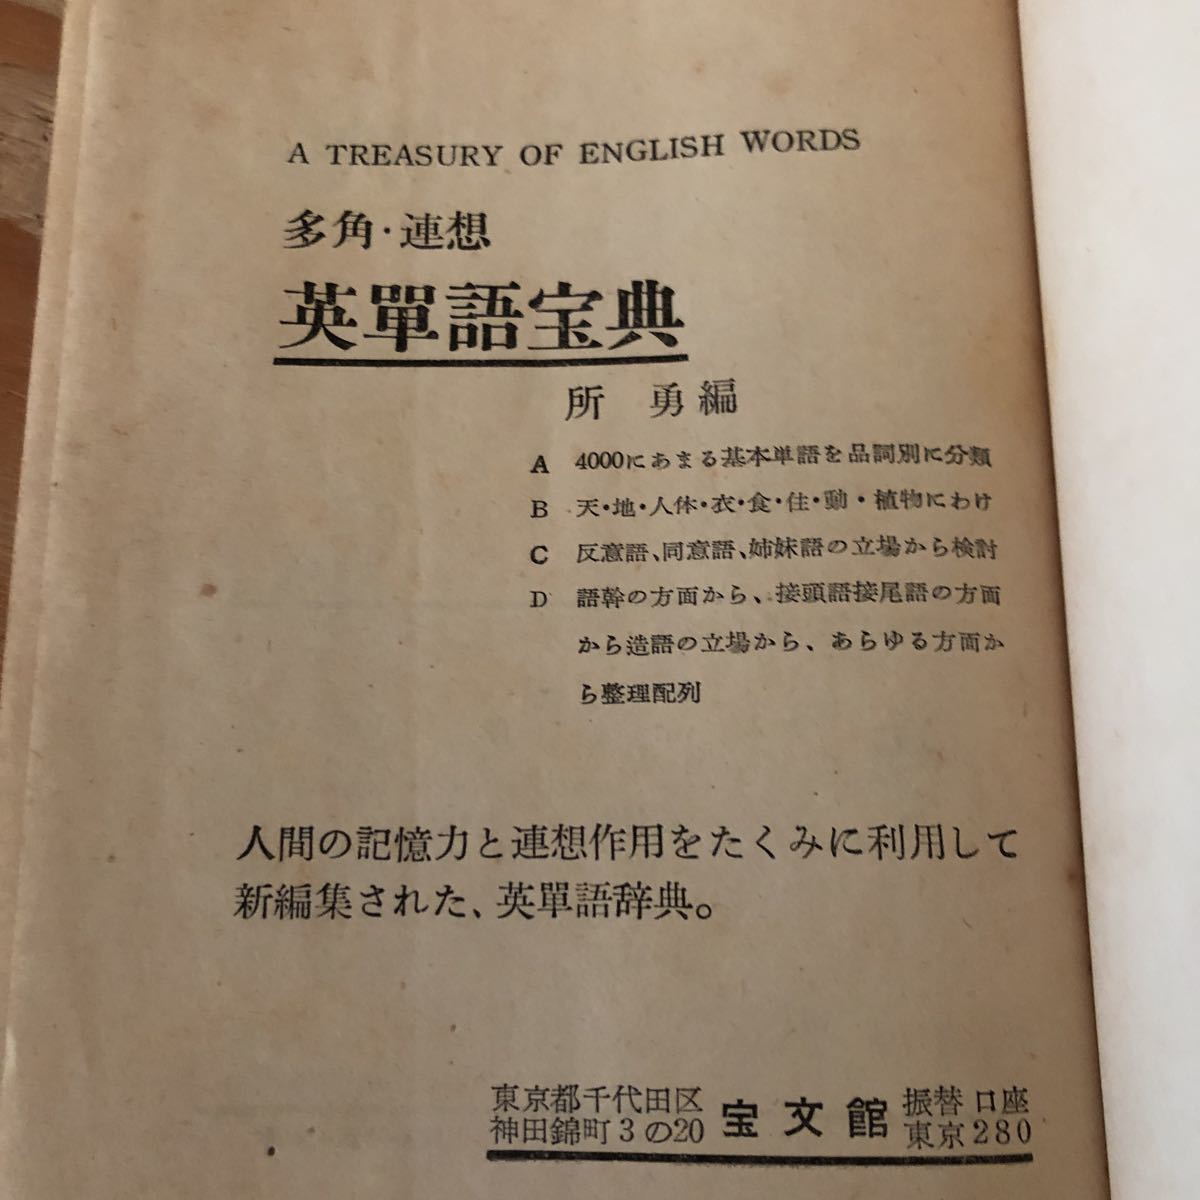 A TREASURY OF ENGLISH WORDS
多角・連想
英單語宝典
所　勇編
A 4000にあまる基本単語を品詞別に分類
B 天・地・人体・衣・食・住・動・植物にわけ
C 反意語、同意語、姉妹語の立場から検討
D 語幹の方面から、接頭語接尾語の方面
から造語の立場から、あらゆる方面か
ら整理配列
人間の記憶力と連想作用をたくみに利用して
新編集された、英單語辞典。
東京都千代田区
神田錦町3の20
宝文館
振替口座
東京280